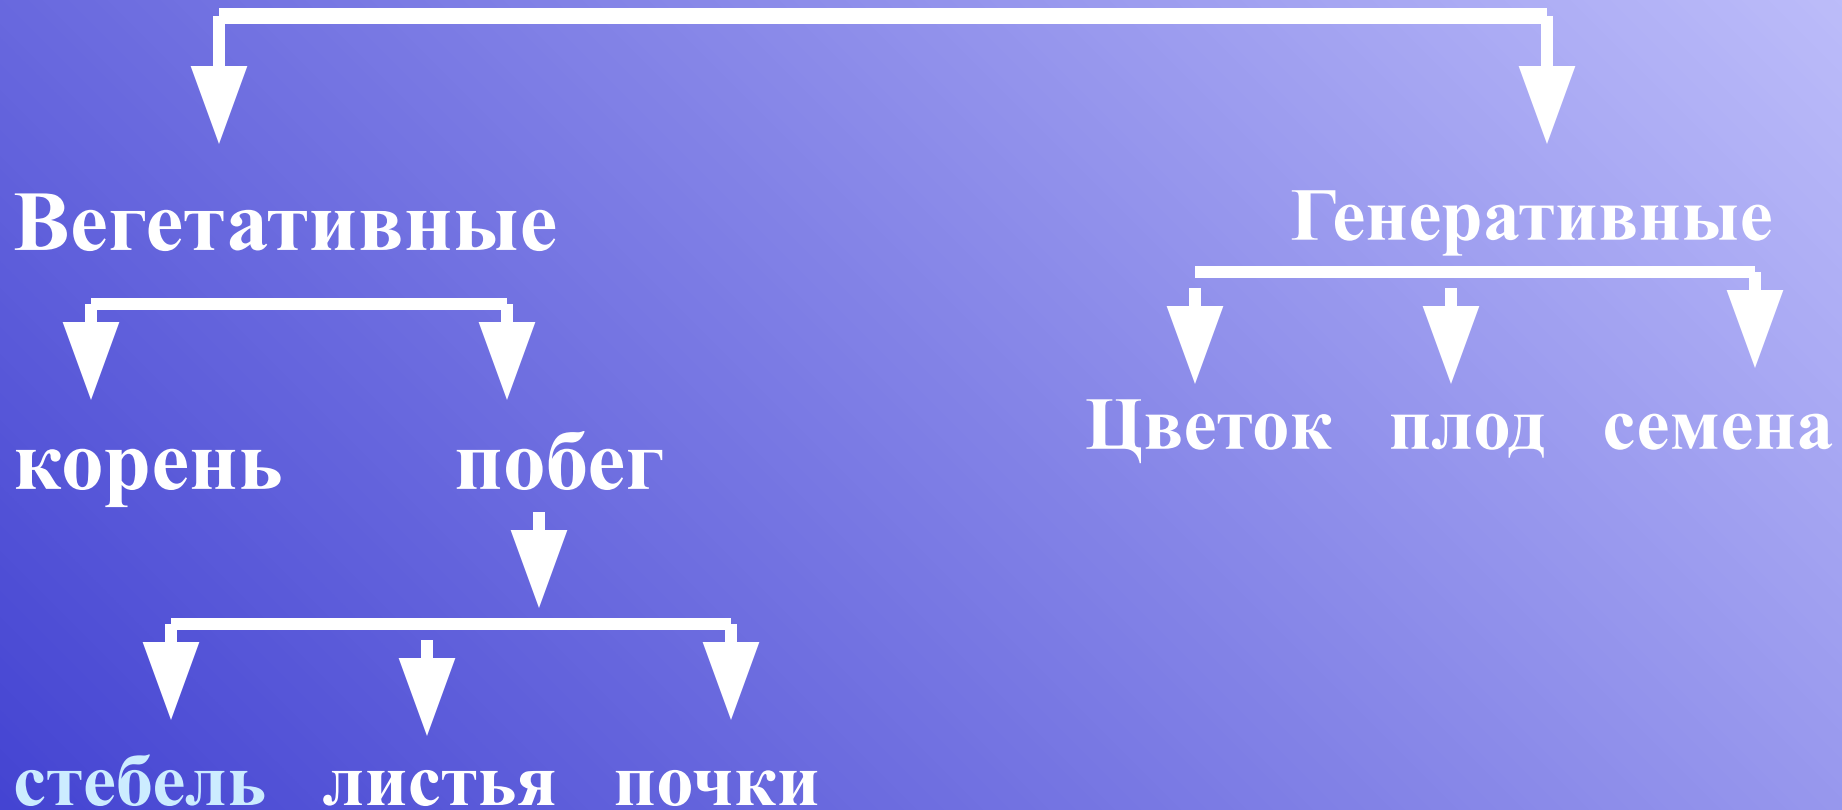 Вегетативные
Генеративные
корень побег
Цветок плод семена
стебель листья почки